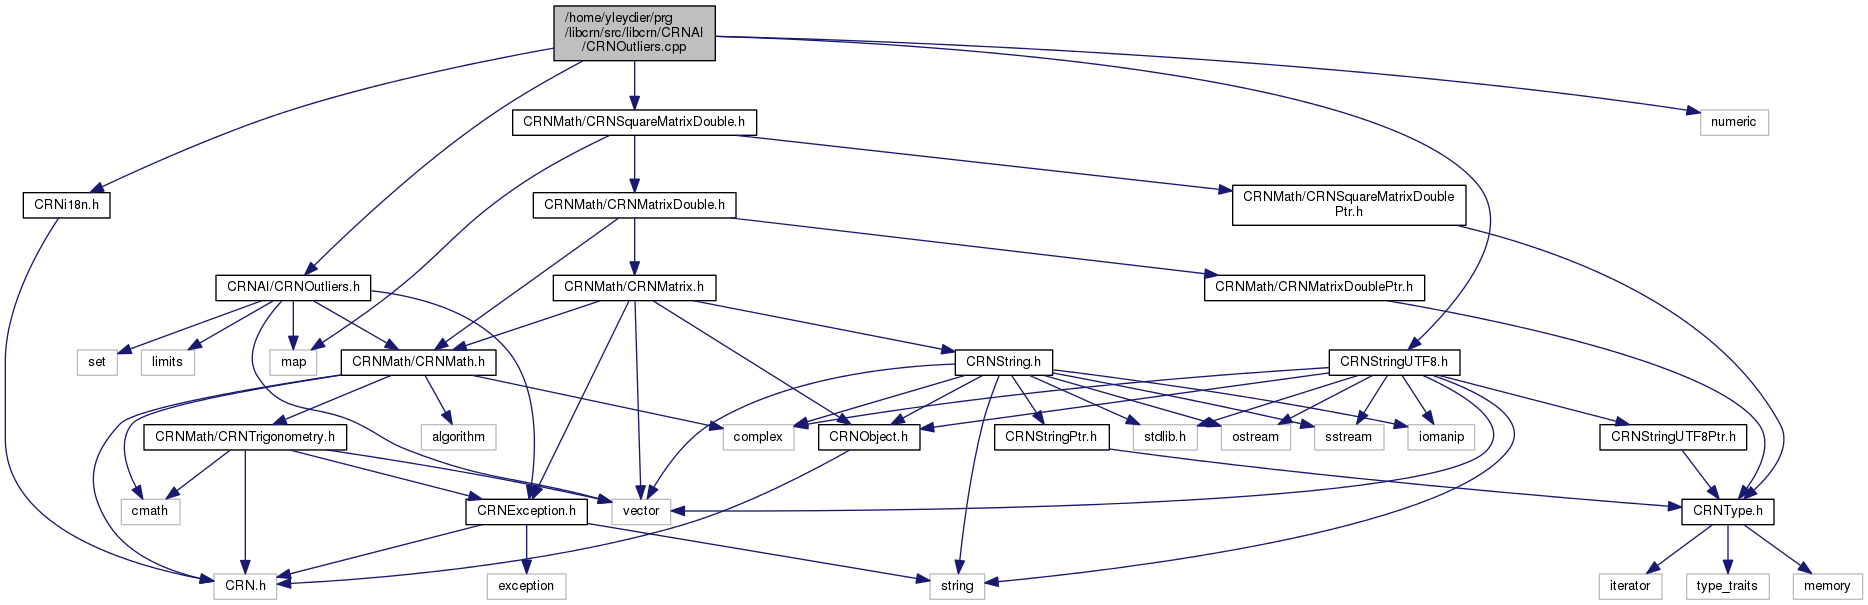 /home/yleydier/prg
/libcrn/src/libcrn/CRNAI
/CRNOutliers.cpp
CRNMath/CRNSquareMatrixDouble.h
numeric
CRNi18n.h
CRNMath/CRNMatrixDouble.h
CRNMath/CRNSquareMatrixDouble
Ptr.h
CRNAI/CRNOutliers.h
CRNMath/CRNMatrix.h
CRNMath/CRNMatrixDoublePtr.h
set
limits
map
CRNMath/CRNMath.h
CRNString.h
CRNStringUTF8.h
CRNMath/CRNTrigonometry.h
algorithm
complex
CRNObject.h
CRNStringPtr.h
stdlib.h
ostream
sstream
iomanip
CRNStringUTF8Ptr.h
cmath
CRNException.h
vector
CRNType.h
CRN.h
exception
string
iterator
type_traits
memory